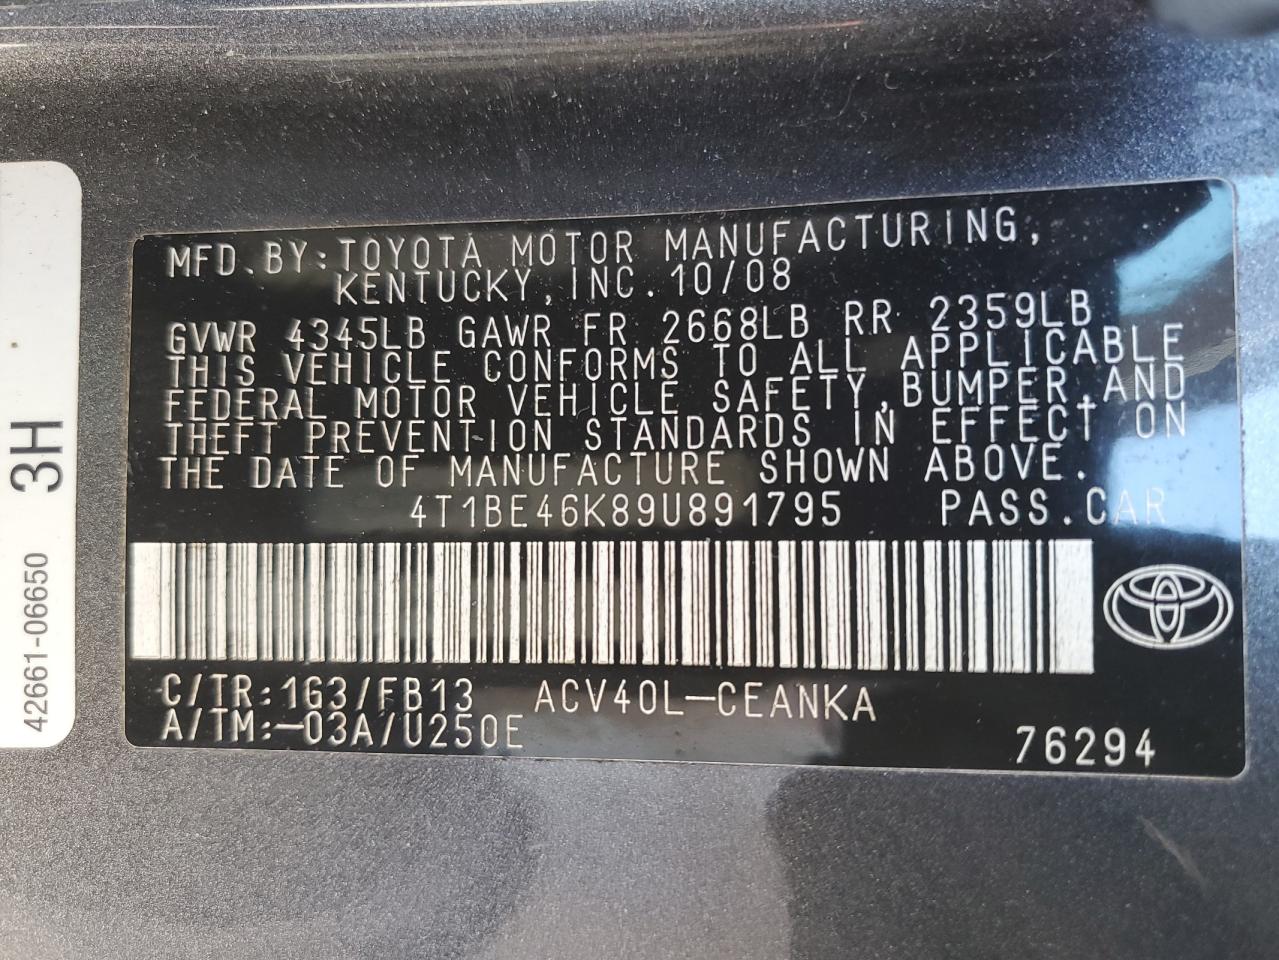 MFD.BY:TOYOTA MOTOR MANUFACTURING,
KENTUCKY,INC. 10/08
GVWR 4345LB GAWR FR 2668LB RR 2359LB
THIS VEHICLE CONFORMS TO ALL APPLICABLE
FEDERAL MOTOR VEHICLE SAFETY,BUMPER,AND
THEFT PREVENTION STANDARDS IN EFFECT ON
THE DATE OF MANUFACTURE SHOWN ABOVE.
4T1BE46K89U891795 PASS.CAR
C/TR:1G3/FB13 ACV40L-CEANKA
A/TM:-03A/U250E
76294
42661-06650 3H